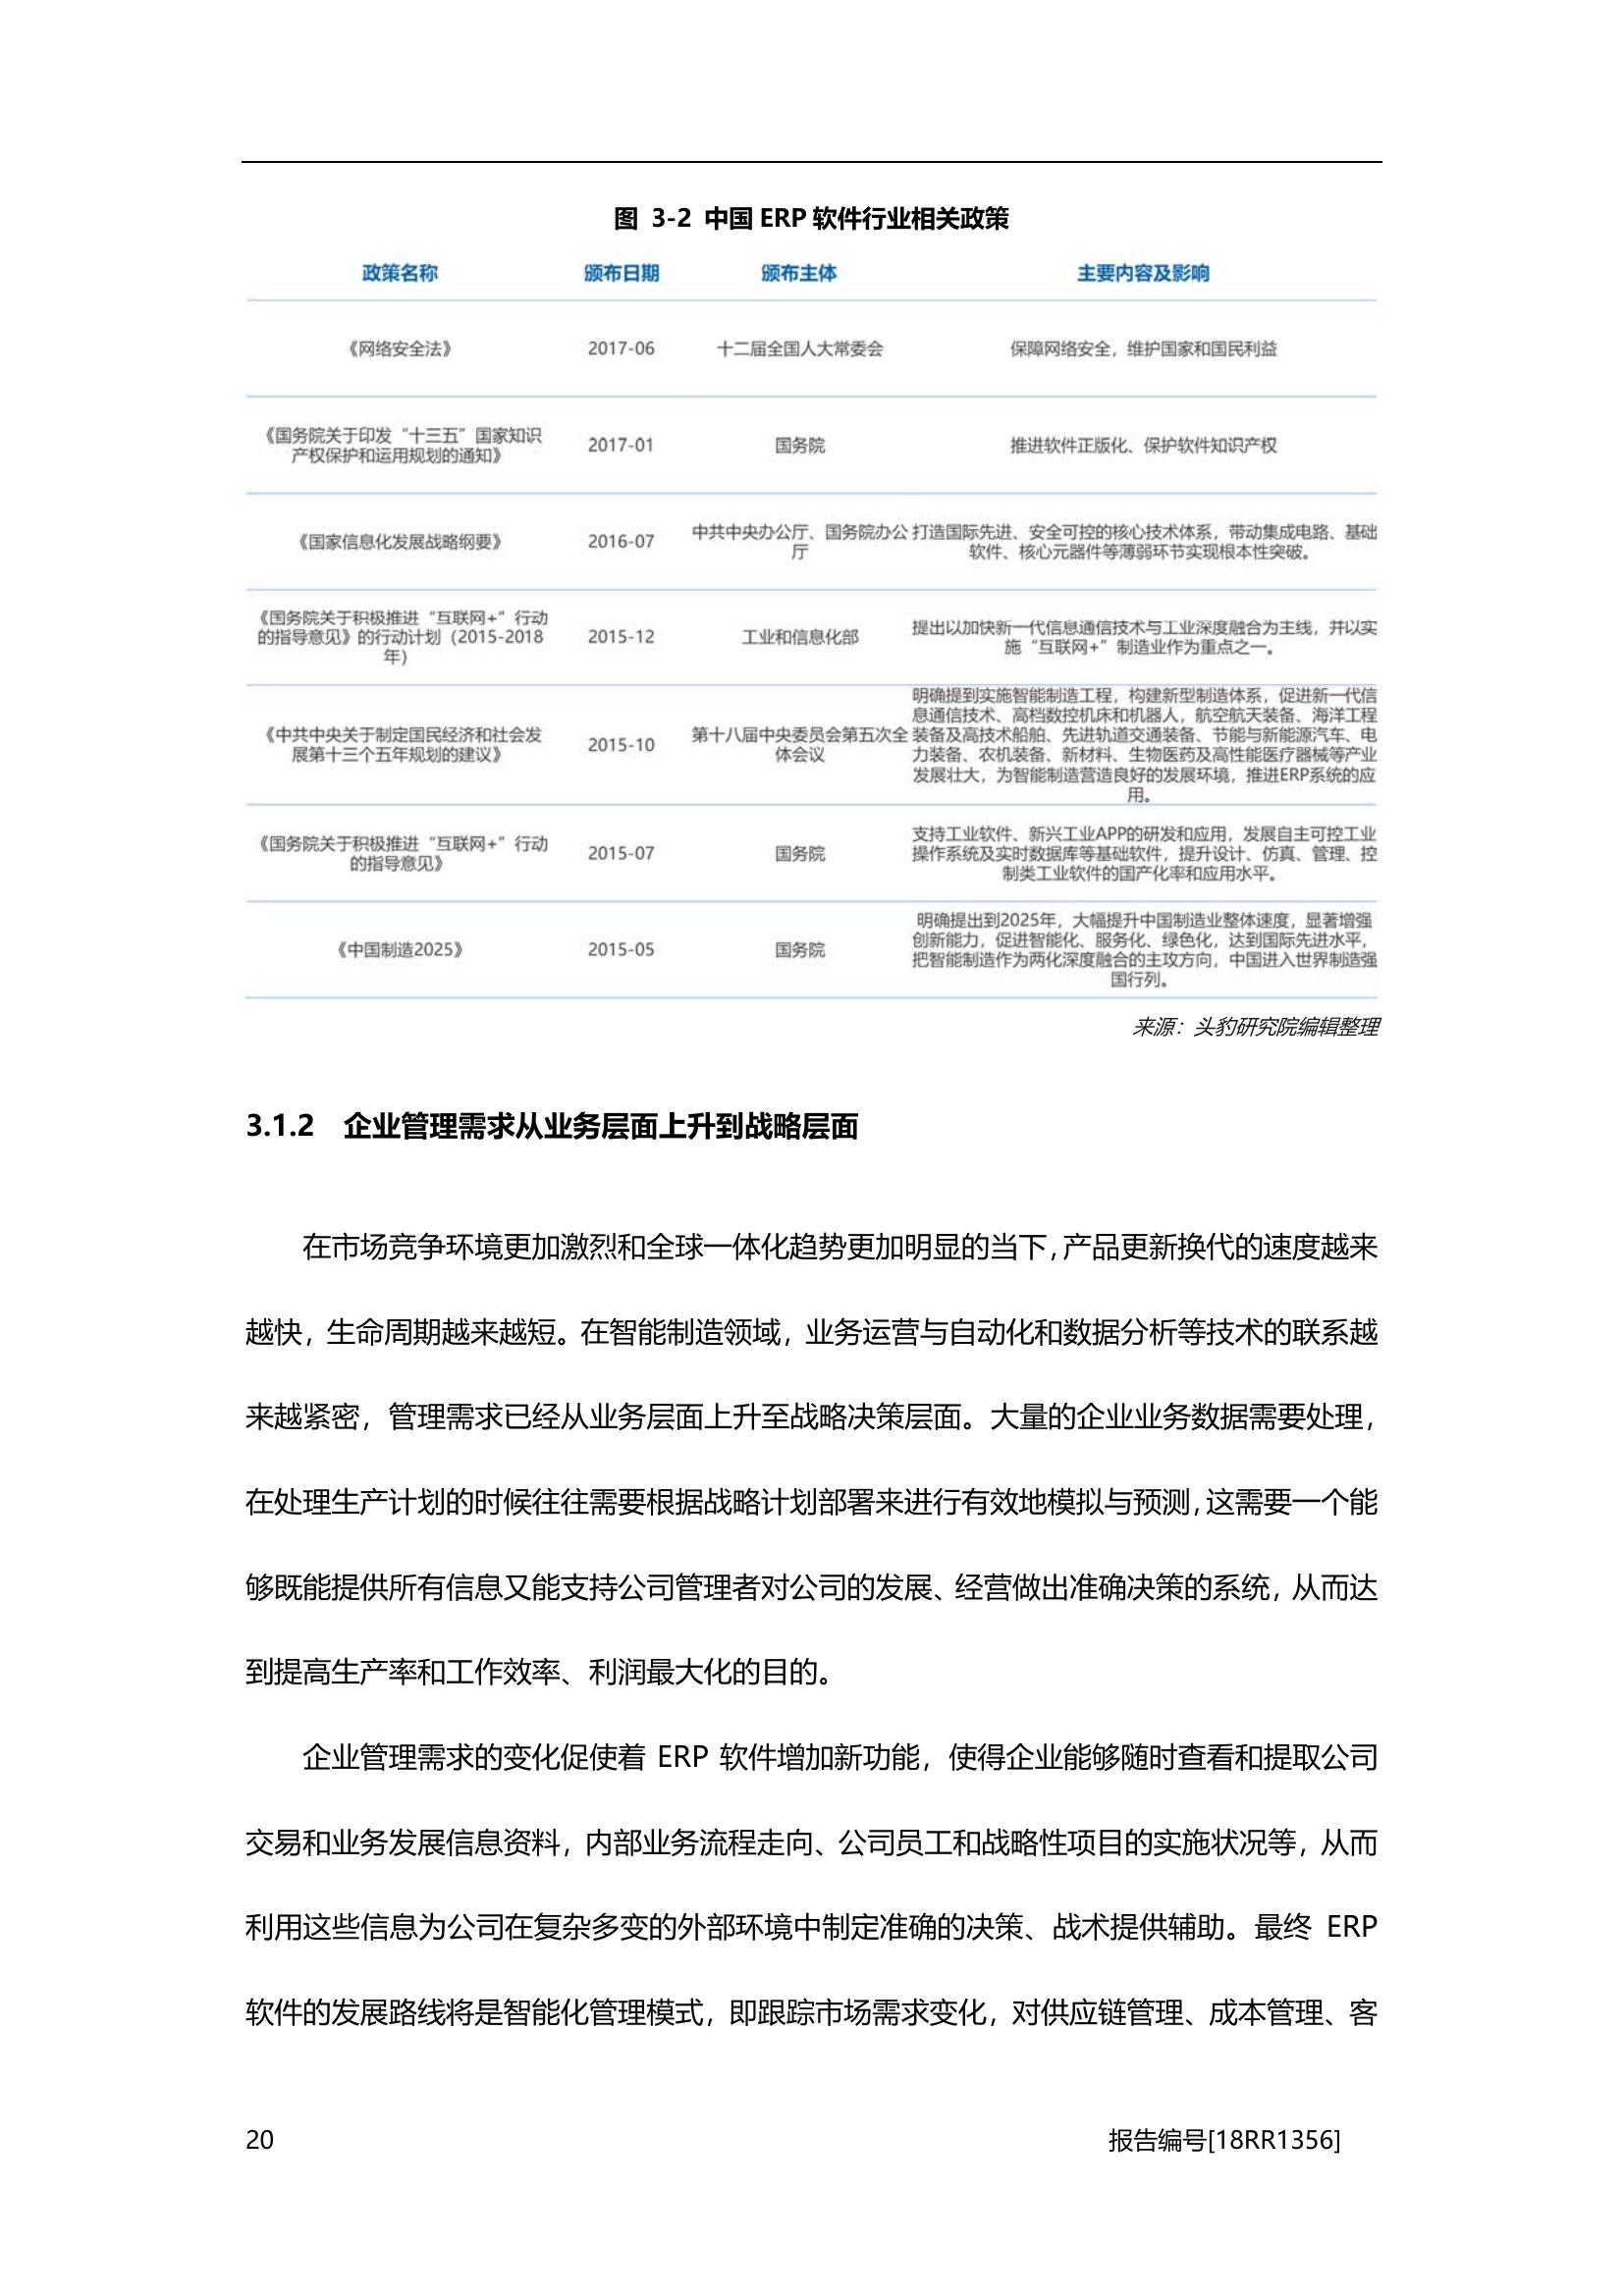 图 3-2 中国 ERP 软件行业相关政策
政策名称 颁布日期 颁布主体 主要内容及影响
《网络安全法》 2017-06 十二届全国人大常委会 保障网络安全，维护国家和国民利益
《国务院关于印发“十三五”国家知识
产权保护和运用规划的通知》
2017-01 国务院 推进软件正版化、保护软件知识产权
《国家信息化发展战略纲要》 2016-07
中共中央办公厅、国务院办公
厅
打造国际先进、安全可控的核心技术体系，带动集成电路、基础
软件、核心元器件等薄弱环节实现根本性突破。
《国务院关于积极推进“互联网+”行动
的指导意见》的行动计划（2015-2018
年）
2015-12 工业和信息化部
提出以加快新一代信息通信技术与工业深度融合为主线，并以实
施“互联网+”制造业作为重点之一。
《中共中央关于制定国民经济和社会发
展第十三个五年规划的建议》
2015-10
第十八届中央委员会第五次全
体会议
明确提到实施智能制造工程，构建新型制造体系，促进新一代信
息通信技术、高档数控机床和机器人，航空航天装备、海洋工程
装备及高技术船舶、先进轨道交通装备、节能与新能源汽车、电
力装备、农机装备、新材料、生物医药及高性能医疗器械等产业
发展壮大，为智能制造营造良好的发展环境，推进ERP系统的应
用。
《国务院关于积极推进“互联网+”行动
的指导意见》
2015-07 国务院
支持工业软件、新兴工业APP的研发和应用，发展自主可控工业
操作系统及实时数据库等基础软件，提升设计、仿真、管理、控
制类工业软件的国产化率和应用水平。
《中国制造2025》 2015-05 国务院
明确提出到2025年，大幅提升中国制造业整体速度，显著增强
创新能力，促进智能化、服务化、绿色化，达到国际先进水平，
把智能制造作为两化深度融合的主攻方向，中国进入世界制造强
国行列。
来源：头豹研究院编辑整理
3.1.2 企业管理需求从业务层面上升到战略层面
在市场竞争环境更加激烈和全球一体化趋势更加明显的当下，产品更新换代的速度越来
越快，生命周期越来越短。在智能制造领域，业务运营与自动化和数据分析等技术的联系越
来越紧密，管理需求已经从业务层面上升至战略决策层面。大量的企业业务数据需要处理，
在处理生产计划的时候往往需要根据战略计划部署来进行有效地模拟与预测，这需要一个能
够既能提供所有信息又能支持公司管理者对公司的发展、经营做出准确决策的系统，从而达
到提高生产率和工作效率、利润最大化的目的。
企业管理需求的变化促使着 ERP 软件增加新功能，使得企业能够随时查看和提取公司
交易和业务发展信息资料，内部业务流程走向、公司员工和战略性项目的实施状况等，从而
利用这些信息为公司在复杂多变的外部环境中制定准确的决策、战术提供辅助。最终 ERP
软件的发展路线将是智能化管理模式，即跟踪市场需求变化，对供应链管理、成本管理、客
20 报告编号[18RR1356]